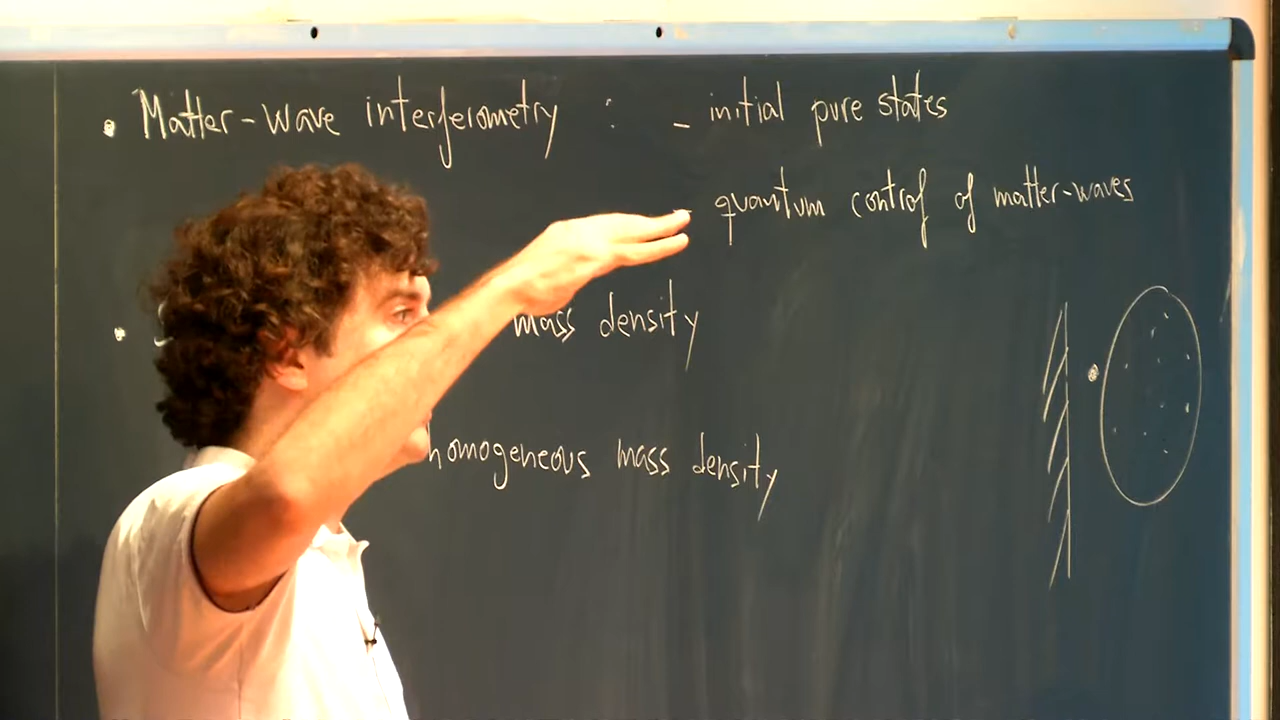 • Matter-wave interferometry : - initial pure states
quantum control of matter-waves
• mass density
homogeneous mass density